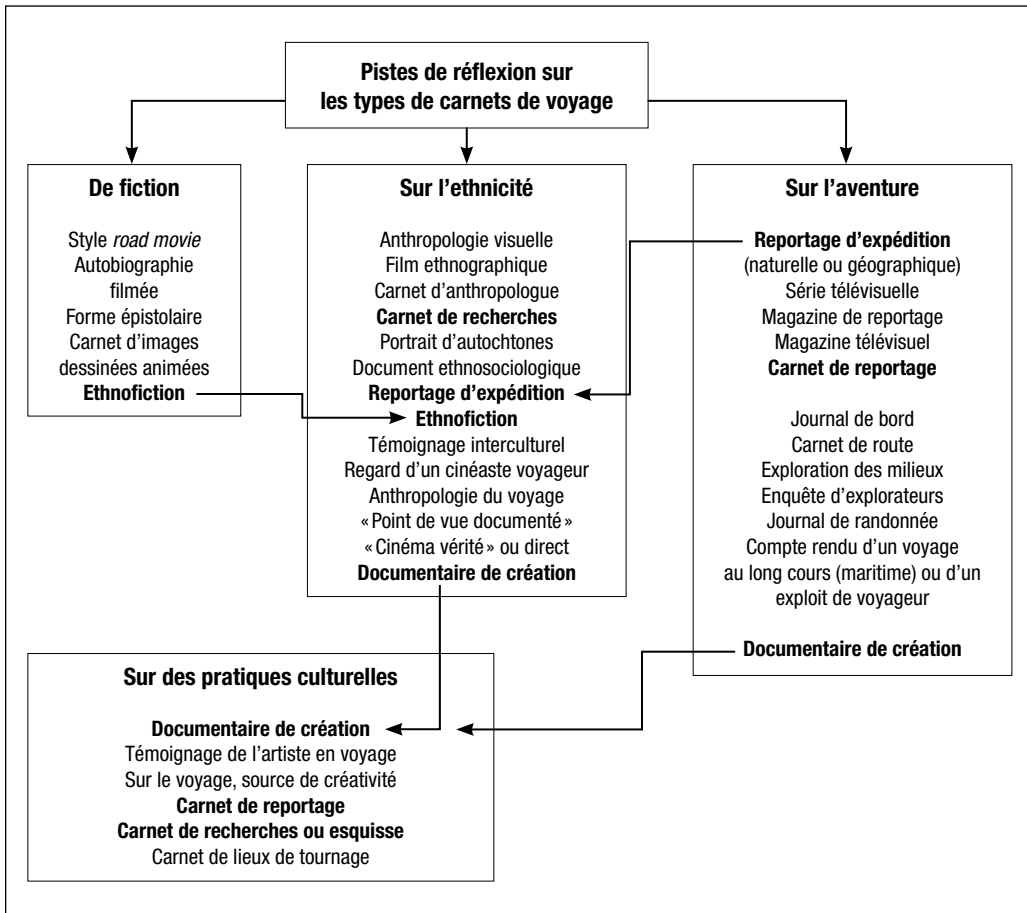 Pistes de réflexion sur
les types de carnets de voyage
De fiction
Style road movie
Autobiographie
filmée
Forme épistolaire
Carnet d’images
dessinées animées
Ethnofiction
Sur l’ethnicité
Anthropologie visuelle
Film ethnographique
Carnet d’anthropologue
Carnet de recherches
Portrait d’autochtones
Document ethnosociologique
Reportage d’expédition
Ethnofiction
Témoignage interculturel
Regard d’un cinéaste voyageur
Anthropologie du voyage
« Point de vue documenté »
« Cinéma vérité » ou direct
Documentaire de création
Sur l’aventure
Reportage d’expédition
(naturelle ou géographique)
Série télévisuelle
Magazine de reportage
Magazine télévisuel
Carnet de reportage
Journal de bord
Carnet de route
Exploration des milieux
Enquête d’explorateurs
Journal de randonnée
Compte rendu d’un voyage
au long cours (maritime) ou d’un
exploit de voyageur
Documentaire de création
Sur des pratiques culturelles
Documentaire de création
Témoignage de l’artiste en voyage
Sur le voyage, source de créativité
Carnet de reportage
Carnet de recherches ou esquisse
Carnet de lieux de tournage